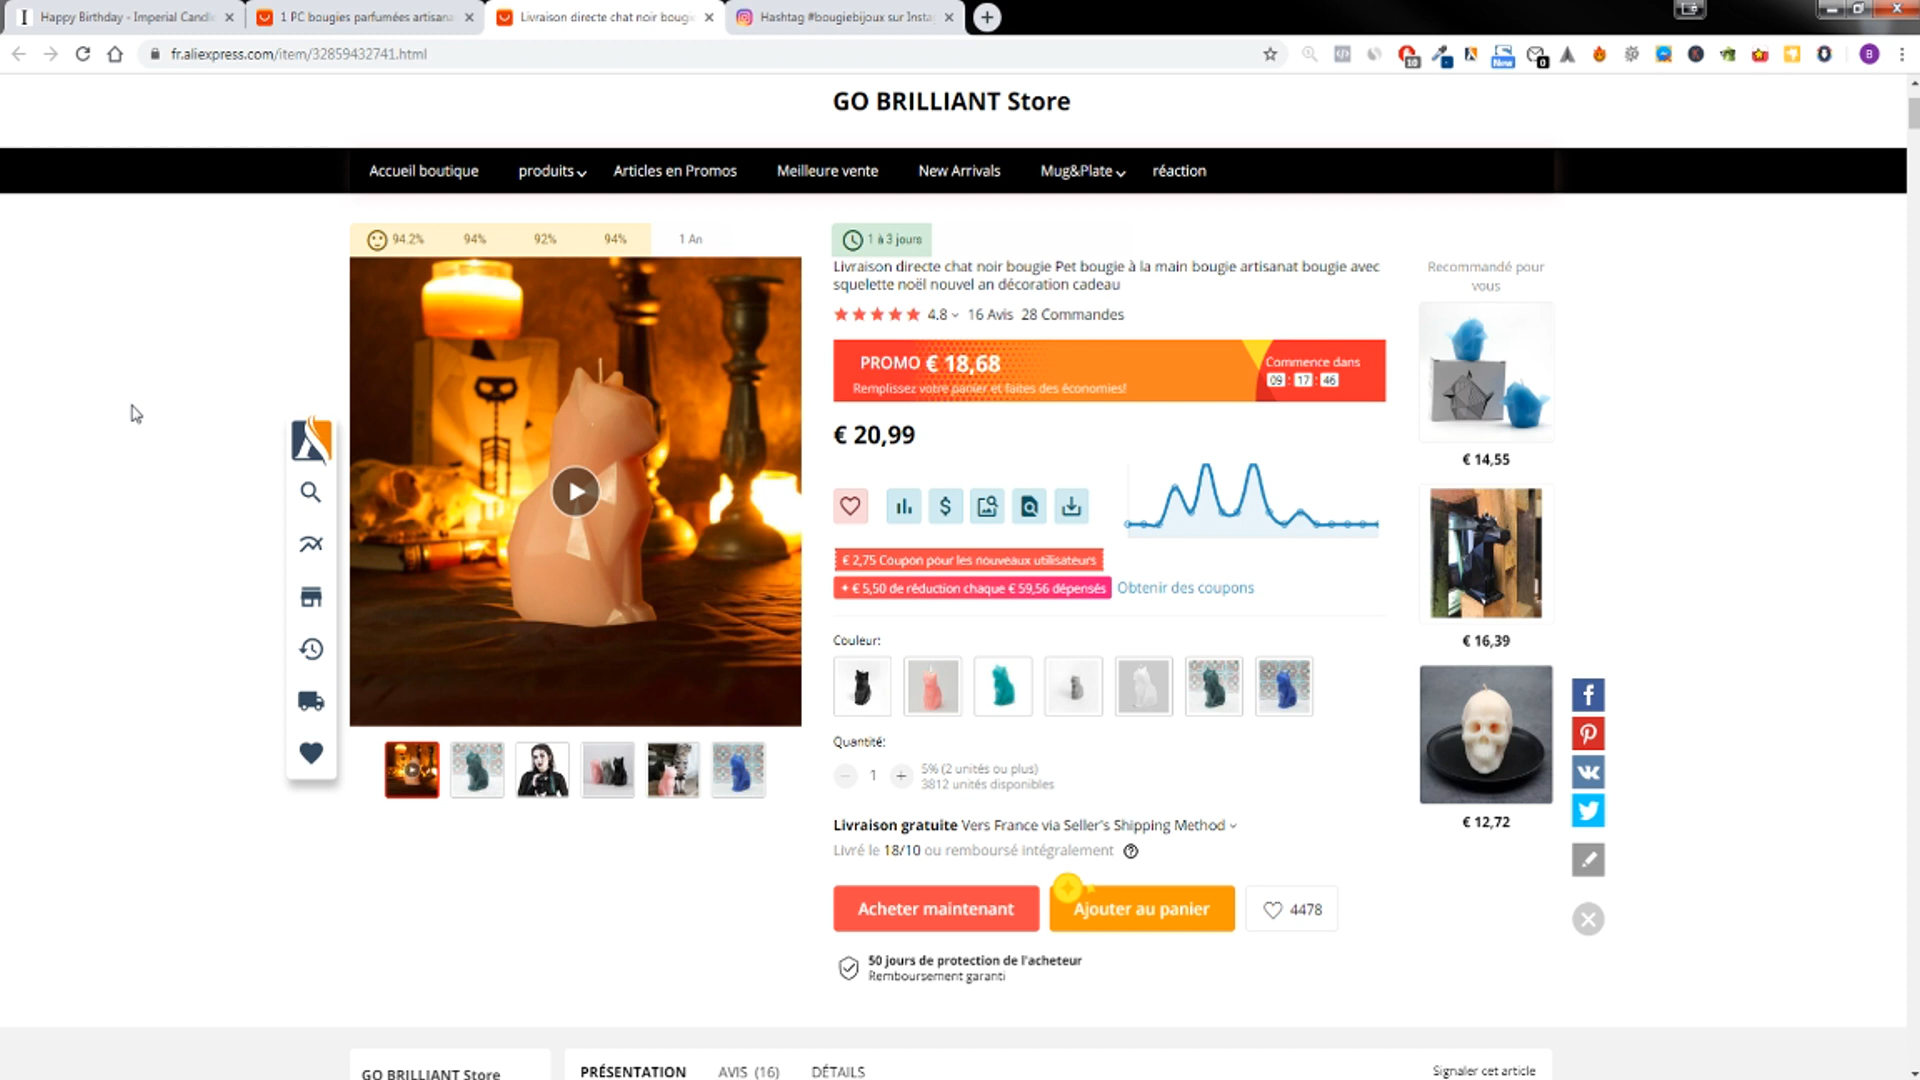 Happy Birthday - Imperial Candl
1 PC bougies parfumées artisana
Livraison directe chat noir bougie
Hashtag #bougiebijoux sur Insta
fr.aliexpress.com/item/32859432741.html
10
New
0
B
GO BRILLIANT Store
Accueil boutique
produits
Articles en Promos
Meilleure vente
New Arrivals
Mug&Plate
réaction
94.2%
94%
92%
94%
1 An
1 à 3 jours
Livraison directe chat noir bougie Pet bougie à la main bougie artisanat bougie avec
squelette noël nouvel an décoration cadeau
4.8
16 Avis
28 Commandes
PROMO € 18,68
Remplissez votre panier et faites des économies!
Commence dans
09 : 17 : 46
€ 20,99
€ 2,75 Coupon pour les nouveaux utilisateurs
+ € 5,50 de réduction chaque € 59,56 dépensés
Obtenir des coupons
Couleur:
Quantité:
1
5% (2 unités ou plus)
3812 unités disponibles
Livraison gratuite Vers France via Seller's Shipping Method
Livré le 18/10 ou remboursé intégralement
Acheter maintenant
Ajouter au panier
4478
50 jours de protection de l'acheteur
Remboursement garanti
Recommandé pour
vous
€ 14,55
€ 16,39
€ 12,72
GO BRILLIANT Store
PRÉSENTATION
AVIS (16)
DÉTAILS
Signaler cet article